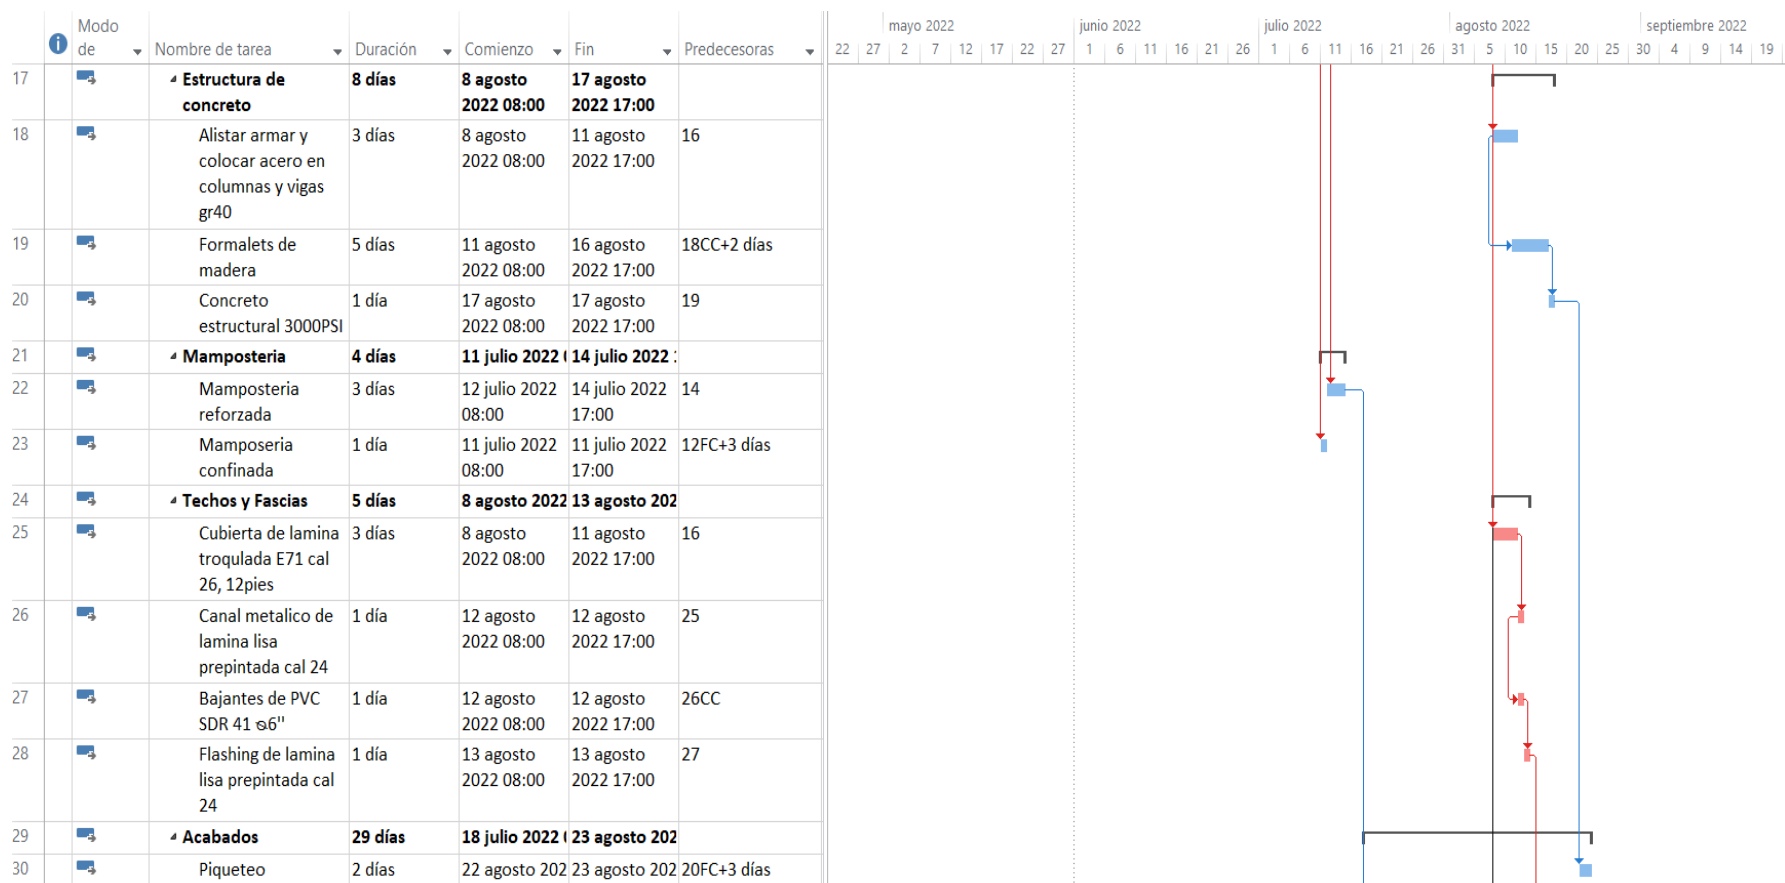 Modo de
Nombre de tarea
Duración
Comienzo
Fin
Predecesoras
mayo 2022
junio 2022
julio 2022
agosto 2022
septiembre 2022
22 27 2 7 12 17 22 27 1 6 11 16 21 26 1 6 11 16 21 26 31 5 10 15 20 25 30 4 9 14 19
17
Estructura de
concreto
8 días
8 agosto
2022 08:00
17 agosto
2022 17:00
18
Alistar armar y
colocar acero en
columnas y vigas
gr40
3 días
8 agosto
2022 08:00
11 agosto
2022 17:00
16
19
Formalets de
madera
5 días
11 agosto
2022 08:00
16 agosto
2022 17:00
18CC+2 días
20
Concreto
estructural 3000PSI
1 día
17 agosto
2022 08:00
17 agosto
2022 17:00
19
21
Mamposteria
4 días
11 julio 2022
14 julio 2022
22
Mamposteria
reforzada
3 días
12 julio 2022
08:00
14 julio 2022
17:00
14
23
Mamposeria
confinada
1 día
11 julio 2022
08:00
11 julio 2022
17:00
12FC+3 días
24
Techos y Fascias
5 días
8 agosto 2022
13 agosto 202
25
Cubierta de lamina
troqulada E71 cal
26, 12pies
3 días
8 agosto
2022 08:00
11 agosto
2022 17:00
16
26
Canal metalico de
lamina lisa
prepintada cal 24
1 día
12 agosto
2022 08:00
12 agosto
2022 17:00
25
27
Bajantes de PVC
SDR 41 ᴓ6''
1 día
12 agosto
2022 08:00
12 agosto
2022 17:00
26CC
28
Flashing de lamina
lisa prepintada cal
24
1 día
13 agosto
2022 08:00
13 agosto
2022 17:00
27
29
Acabados
29 días
18 julio 2022
23 agosto 202
30
Piqueteo
2 días
22 agosto 202
23 agosto 202
20FC+3 días